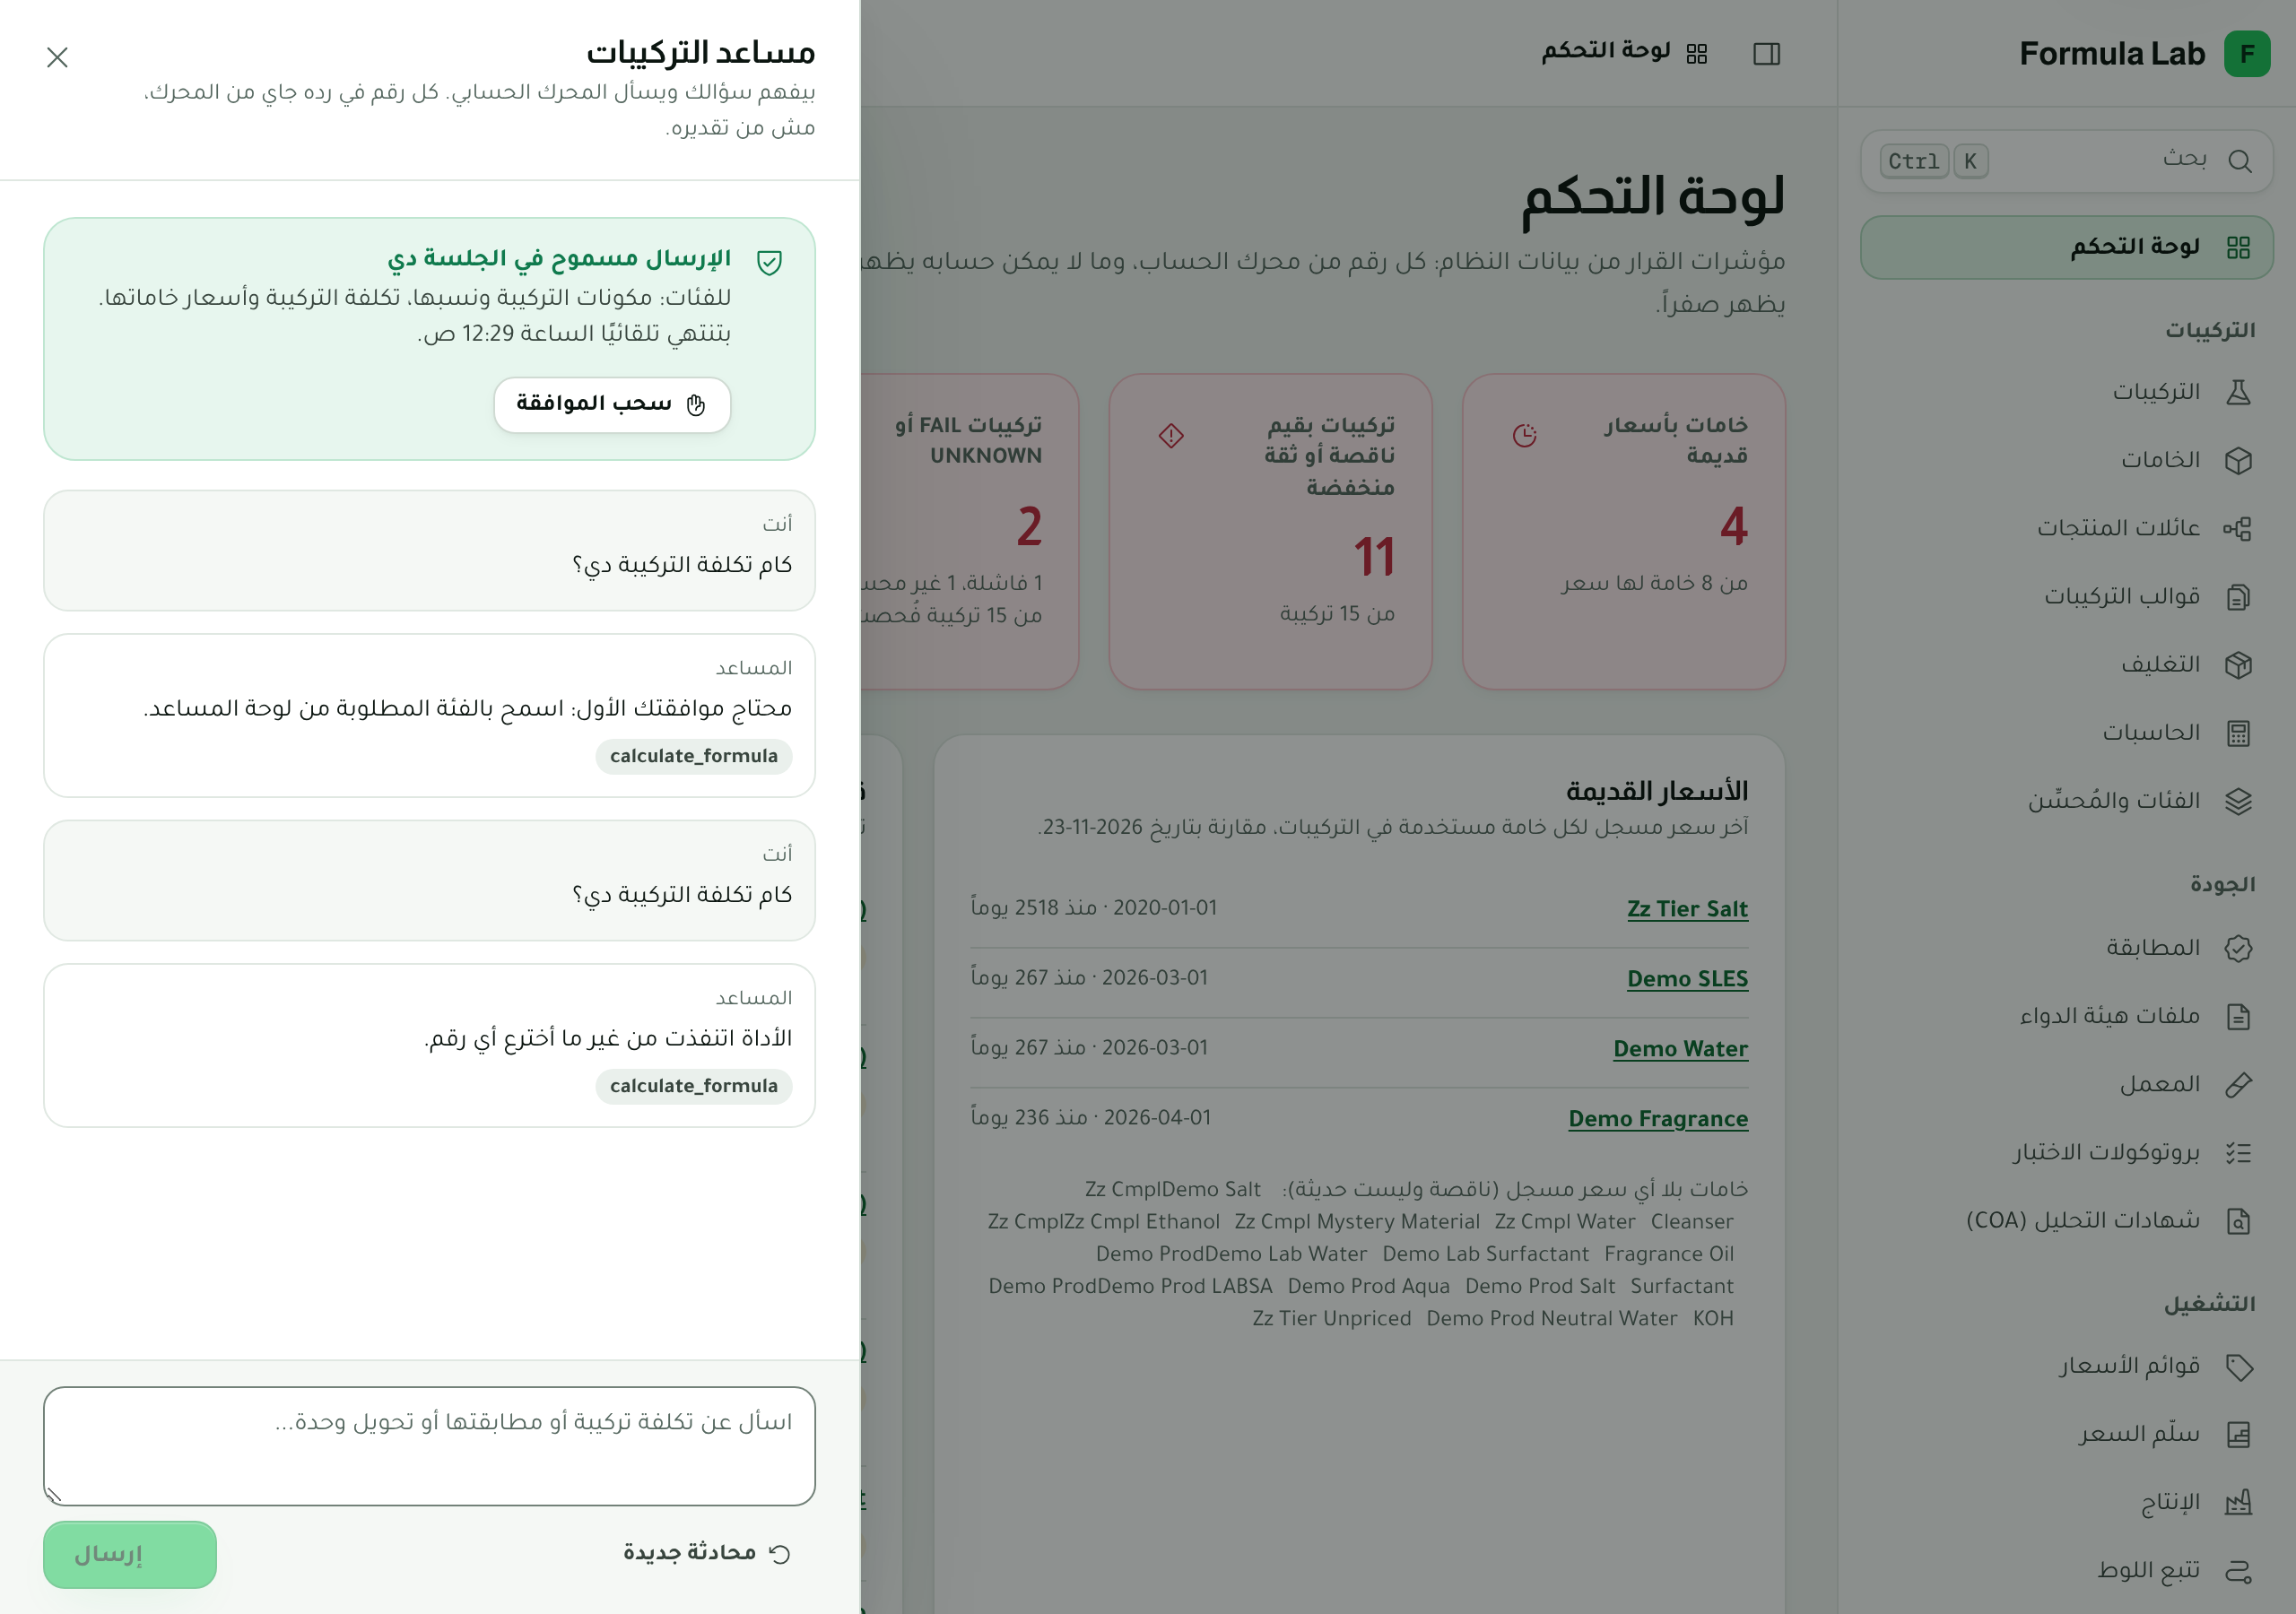 Formula Lab
F
بحث
Ctrl K
لوحة التحكم
التركيبات
التركيبات
الخامات
عائلات المنتجات
قوالب التركيبات
التغليف
الحاسبات
الفئات والمُحسِّن
الجودة
المطابقة
ملفات هيئة الدواء
المعمل
بروتوكولات الاختبار
شهادات التحليل (COA)
التشغيل
قوائم الأسعار
سلّم السعر
الإنتاج
تتبع اللوط
لوحة التحكم
لوحة التحكم
مؤشرات القرار من بيانات النظام: كل رقم من محرك الحساب، وما لا يمكن حسابه يظهر
يظهر صفراً.
خامات بأسعار
قديمة
4
من 8 خامة لها سعر
تركيبات بقيم
ناقصة أو ثقة
منخفضة
11
من 15 تركيبة
تركيبات FAIL أو
UNKNOWN
2
1 فاشلة، 1 غير
من 15 تركيبة
الأسعار القديمة
آخر سعر مسجل لكل خامة مستخدمة في التركيبات، مقارنة بتاريخ 2026-11-23.
Zz Tier Salt
2020-01-01 · منذ 2518 يوماً
Demo SLES
2026-03-01 · منذ 267 يوماً
Demo Water
2026-03-01 · منذ 267 يوماً
Demo Fragrance
2026-04-01 · منذ 236 يوماً
خامات بلا أي سعر مسجل (ناقصة وليست حديثة): Zz CmplDemo Salt
Zz CmplZz Cmpl Ethanol Zz Cmpl Mystery Material Zz Cmpl Water Cleanser
Demo ProdDemo Lab Water Demo Lab Surfactant Fragrance Oil
Demo ProdDemo Prod LABSA Demo Prod Aqua Demo Prod Salt Surfactant
Zz Tier Unpriced Demo Prod Neutral Water KOH
مساعد التركيبات
بيفهم سؤالك ويسأل المحرك الحسابي. كل رقم في رده جاي من المحرك،
مش من تقديره.
الإرسال مسموح في الجلسة دي
للفئات: مكونات التركيبة ونسبها، تكلفة التركيبة وأسعار خاماتها.
بتنتهي تلقائيًا الساعة 12:29 ص.
سحب الموافقة
أنت
كام تكلفة التركيبة دي؟
المساعد
محتاج موافقتك الأول: اسمح بالفئة المطلوبة من لوحة المساعد.
calculate_formula
أنت
كام تكلفة التركيبة دي؟
المساعد
الأداة اتنفذت من غير ما أخترع أي رقم.
calculate_formula
اسأل عن تكلفة تركيبة أو مطابقتها أو تحويل وحدة...
محادثة جديدة
إرسال